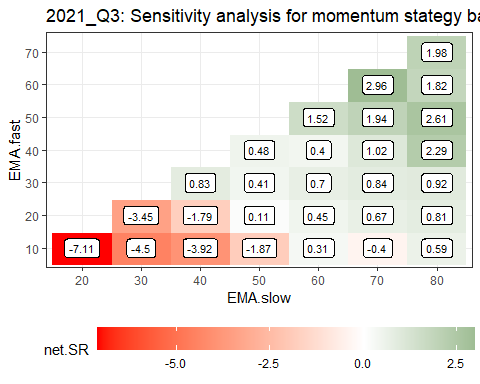 2021_Q3: Sensitivity analysis for momentum stategy ba
70 1.98
60 2.96 1.82
50 1.52 1.94 2.61
40 0.48 0.4 1.02 2.29
30 0.83 0.41 0.7 0.84 0.92
20 -3.45 -1.79 0.11 0.45 0.67 0.81
10 -7.11 -4.5 -3.92 -1.87 0.31 -0.4 0.59
EMA.fast
20 30 40 50 60 70 80
EMA.slow
net.SR
-5.0 -2.5 0.0 2.5